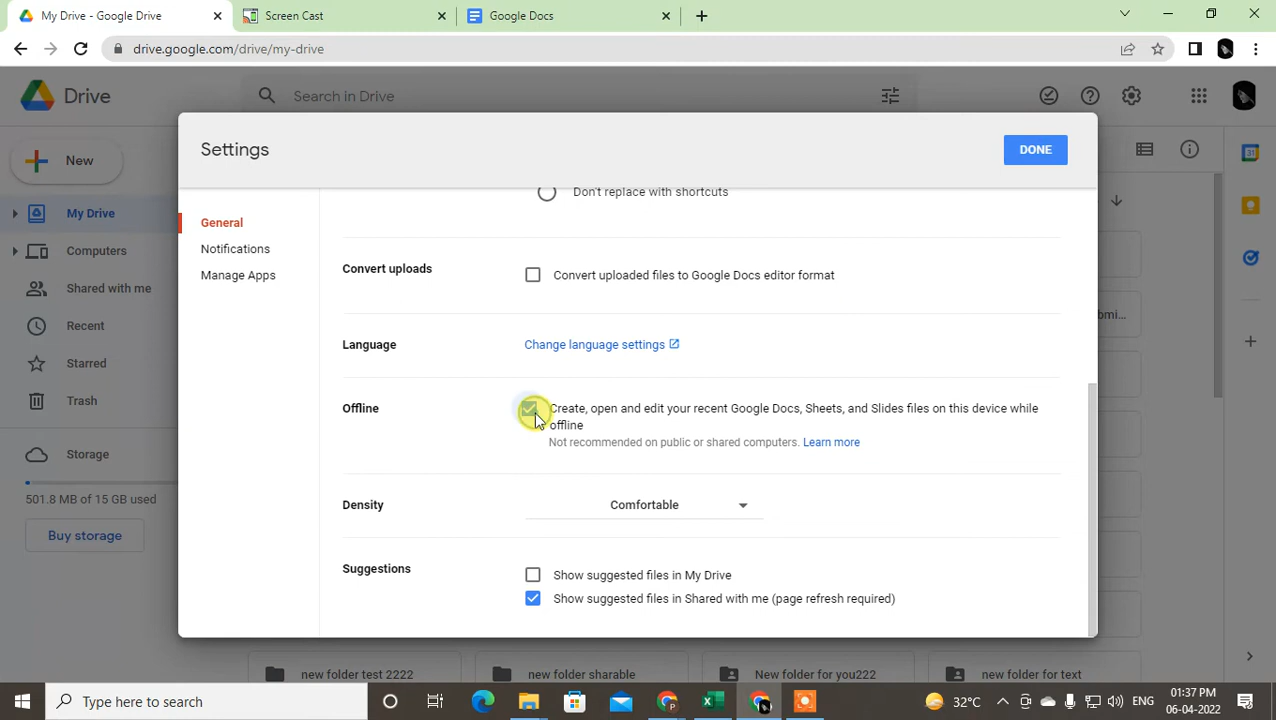 My Drive - Google Drive
Screen Cast
Google Docs
drive.google.com/drive/my-drive
Drive
Search in Drive
Settings
DONE
New
Don't replace with shortcuts
My Drive
General
31
Computers
Notifications
Convert uploads
Convert uploaded files to Google Docs editor format
Manage Apps
Shared with me
bmi...
Recent
Language
Change language settings
Starred
Trash
Offline
Create, open and edit your recent Google Docs, Sheets, and Slides files on this device while
offline
Not recommended on public or shared computers. Learn more
Storage
501.8 MB of 15 GB used
Density
Comfortable
Buy storage
Suggestions
Show suggested files in My Drive
Show suggested files in Shared with me (page refresh required)
new folder test 2222
new folder sharable
New folder for you222
new folder for text
Type here to search
32°C
ENG
01:37 PM
06-04-2022